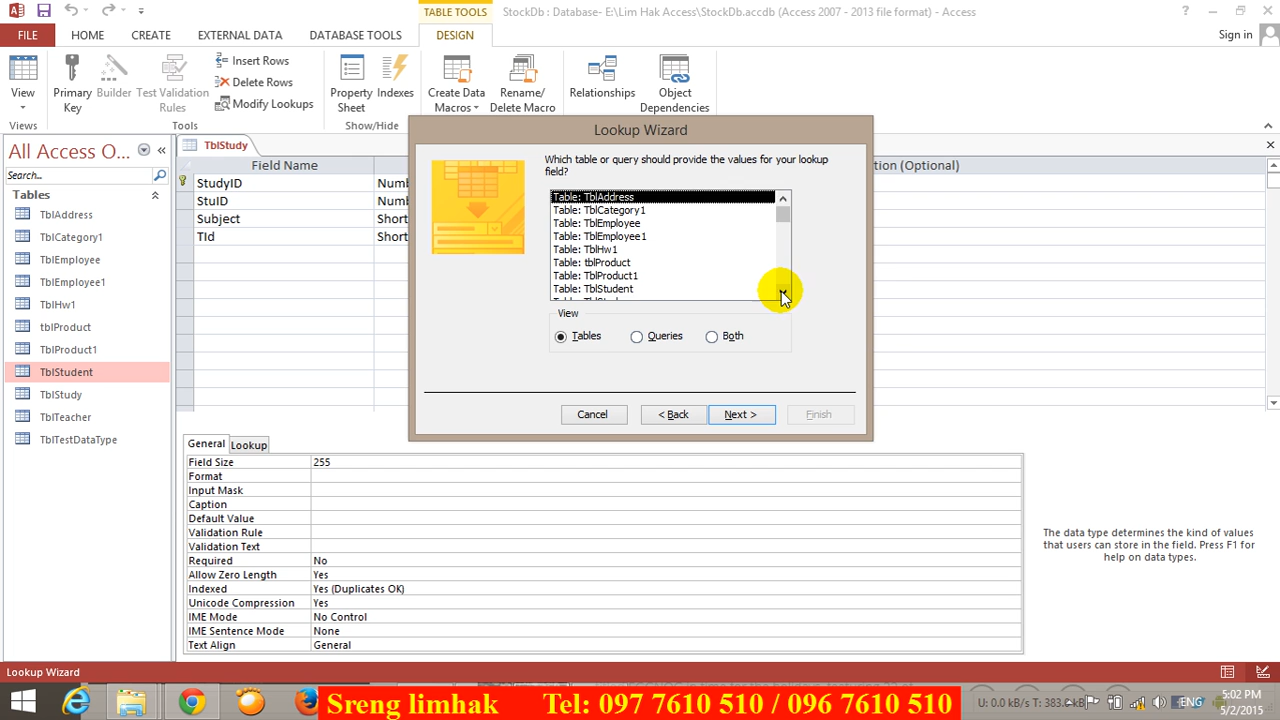 TABLE TOOLS
StockDb : Database- E:\Lim Hak Access\StockDb.accdb (Access 2007 - 2013 file format) - Access
FILE HOME CREATE EXTERNAL DATA DATABASE TOOLS DESIGN
Sign in
View
Primary Key
Builder
Test Validation Rules
Insert Rows
Delete Rows
Modify Lookups
Property Sheet
Indexes
Create Data Macros
Rename/ Delete Macro
Relationships
Object Dependencies
Views
Tools
Show/Hide
All Access O...
Search...
Tables
TblAddress
TblCategory1
TblEmployee
TblEmployee1
TblHw1
tblProduct
TblProduct1
TblStudent
TblStudy
TblTeacher
TblTestDataType
TblStudy
Field Name
tion (Optional)
StudyID Numb
StuID Numb
Subject Short
TId Short
Lookup Wizard
Which table or query should provide the values for your lookup
field?
Table: TblAddress
Table: TblCategory1
Table: TblEmployee
Table: TblEmployee1
Table: TblHw1
Table: tblProduct
Table: TblProduct1
Table: TblStudent
View
Tables Queries Both
Cancel < Back Next > Finish
General Lookup
Field Size 255
Format
Input Mask
Caption
Default Value
Validation Rule
Validation Text
Required No
Allow Zero Length Yes
Indexed Yes (Duplicates OK)
Unicode Compression Yes
IME Mode No Control
IME Sentence Mode None
Text Align General
The data type determines the kind of values
that users can store in the field. Press F1 for
help on data types.
Lookup Wizard
Sreng limhak Tel: 097 7610 510 / 096 7610 510
U: 0.0 kB/s T: 383.
ENG
5:02 PM
5/2/2015